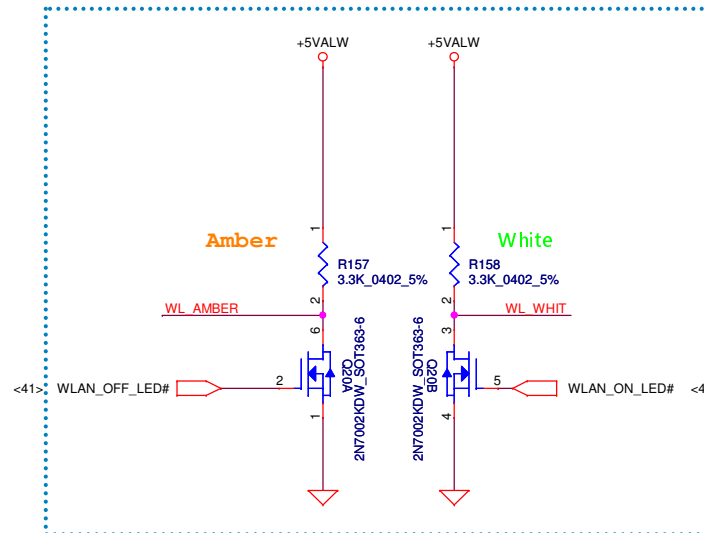 +5VALW
+5VALW
1
1
Amber
White
R157
3.3K_0402_5%
R158
3.3K_0402_5%
2
2
WL_AMBER
WL_WHIT
6
3
Q20A
2N7002KDW_SOT363-6
Q20B
2N7002KDW_SOT363-6
<41>
WLAN_OFF_LED#
2
5
WLAN_ON_LED#
<4
1
4